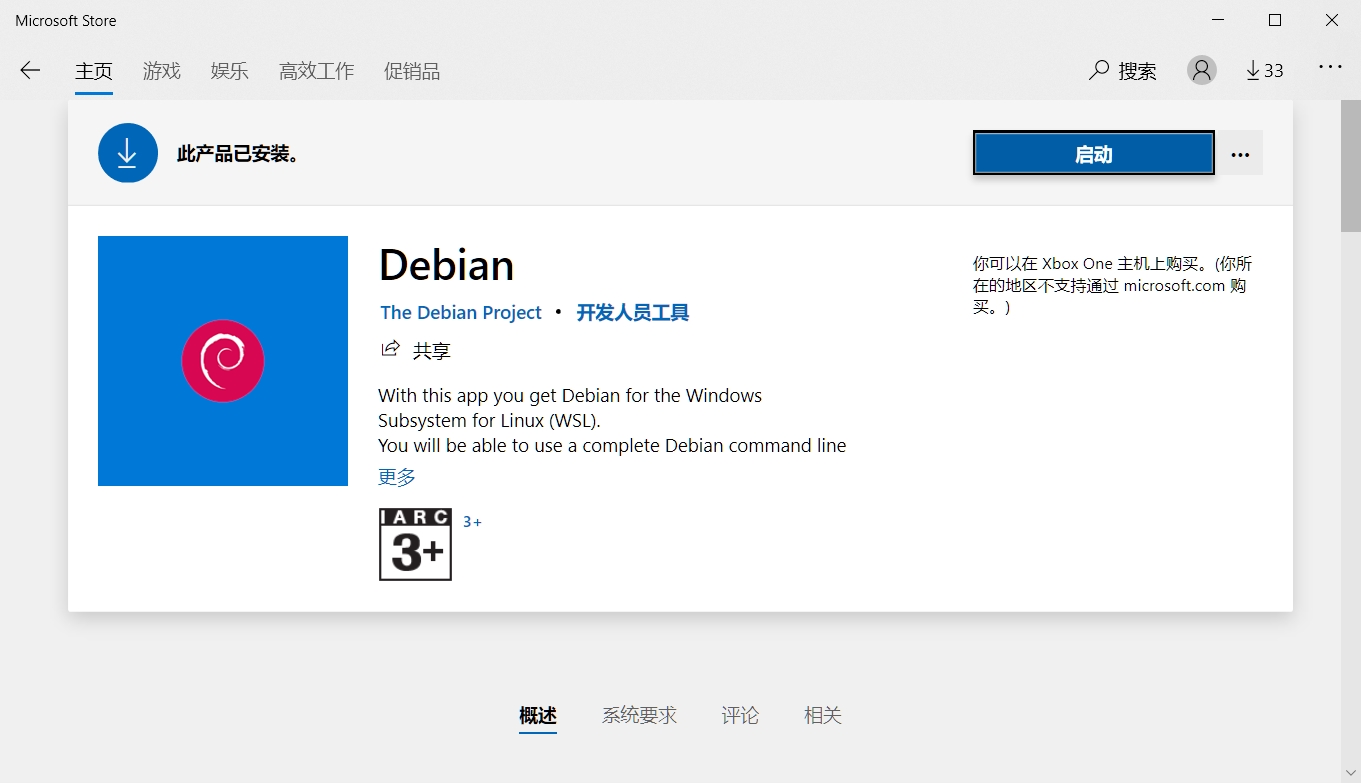 Microsoft Store
主页 游戏 娱乐 高效工作 促销品 搜索 33
此产品已安装。 启动
Debian
The Debian Project • 开发人员工具
共享
With this app you get Debian for the Windows
Subsystem for Linux (WSL).
You will be able to use a complete Debian command line
更多
IARC
3+
3+
你可以在 Xbox One 主机上购买。(你所
在的地区不支持通过 microsoft.com 购
买。)
概述 系统要求 评论 相关